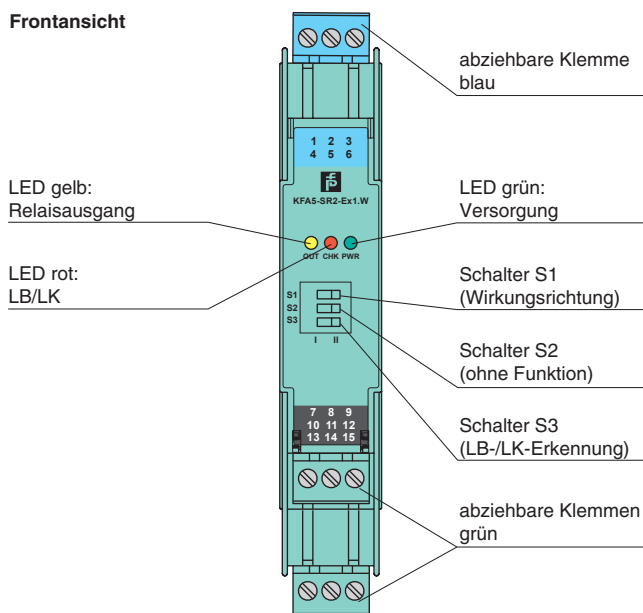 Frontansicht
abziehbare Klemme
blau
1 2 3
4 5 6
KFA5-SR2-Ex1.W
LED gelb:
Relaisausgang
LED grün:
Versorgung
OUT CHK PWR
LED rot:
LB/LK
Schalter S1
(Wirkungsrichtung)
S1
S2
S3
I II
Schalter S2
(ohne Funktion)
Schalter S3
(LB-/LK-Erkennung)
7 8 9
10 11 12
13 14 15
abziehbare Klemmen
grün